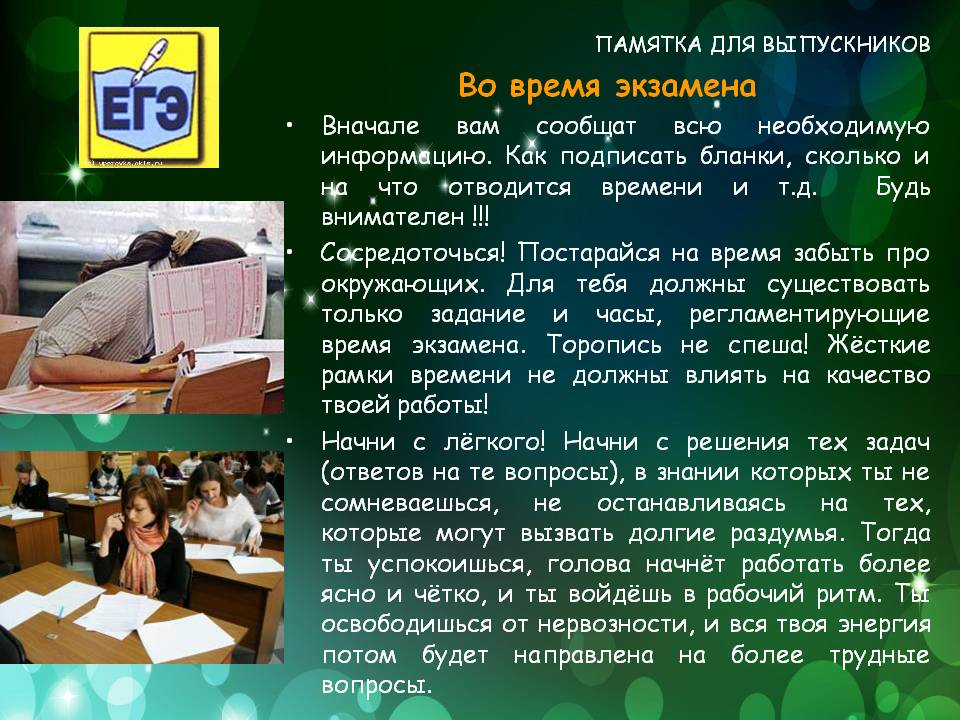 ПАМЯТКА ДЛЯ ВЫПУСКНИКОВ
ЕГЭ
Во время экзамена
• Вначале вам сообщат всю необходимую
информацию. Как подписать бланки, сколько и
на что отводится времени и т.д. Будь
внимателен !!!
• Сосредоточься! Постарайся на время забыть про
окружающих. Для тебя должны существовать
только задание и часы, регламентирующие
время экзамена. Торопись не спеша! Жёсткие
рамки времени не должны влиять на качество
твоей работы!
• Начни с лёгкого! Начни с решения тех задач
(ответов на те вопросы), в знании которых ты не
сомневаешься, не останавливаясь на тех,
которые могут вызвать долгие раздумья. Тогда
ты успокоишься, голова начнёт работать более
ясно и чётко, и ты войдёшь в рабочий ритм. Ты
освободишься от нервозности, и вся твоя энергия
потом будет направлена на более трудные
вопросы.